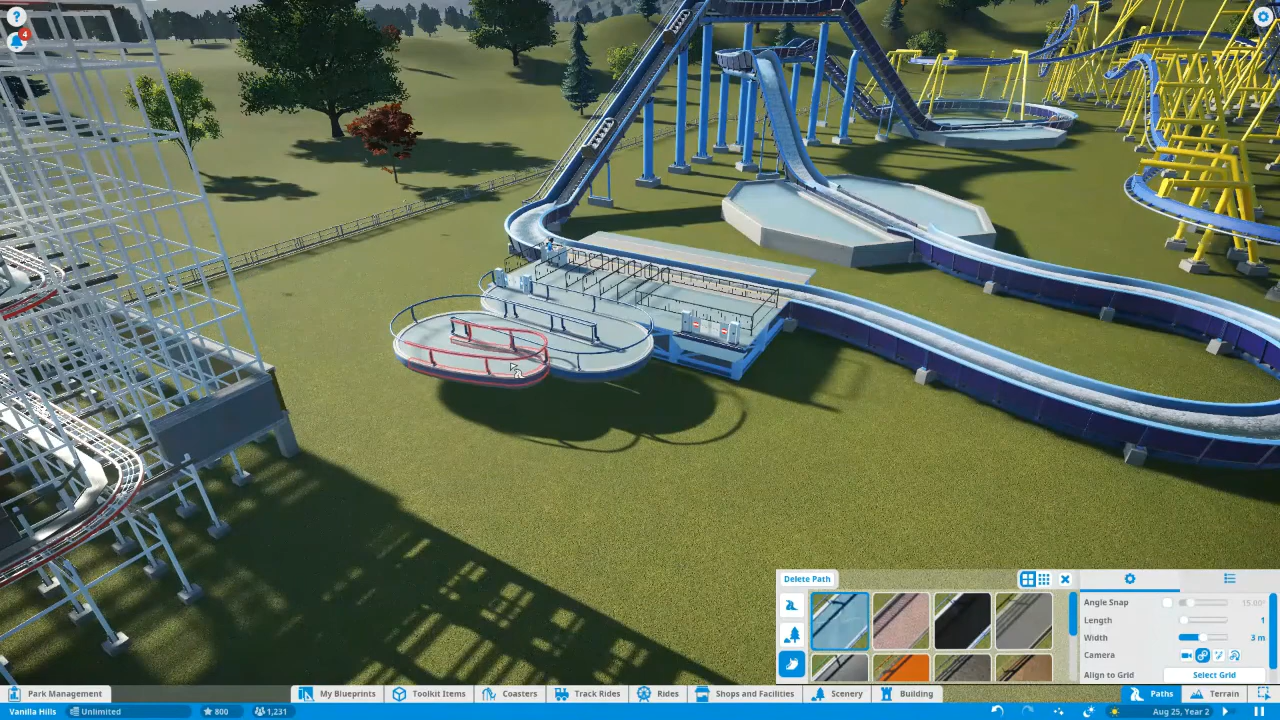 ?
4
Delete Path
Angle Snap 15.00°
Length 1
Width 3 m
Camera
Align to Grid Select Grid
Park Management My Blueprints Toolkit Items Coasters Track Rides Rides Shops and Facilities Scenery Building Paths Terrain
Vanilla Hills Unlimited 800 1,231 Aug 25, Year 2